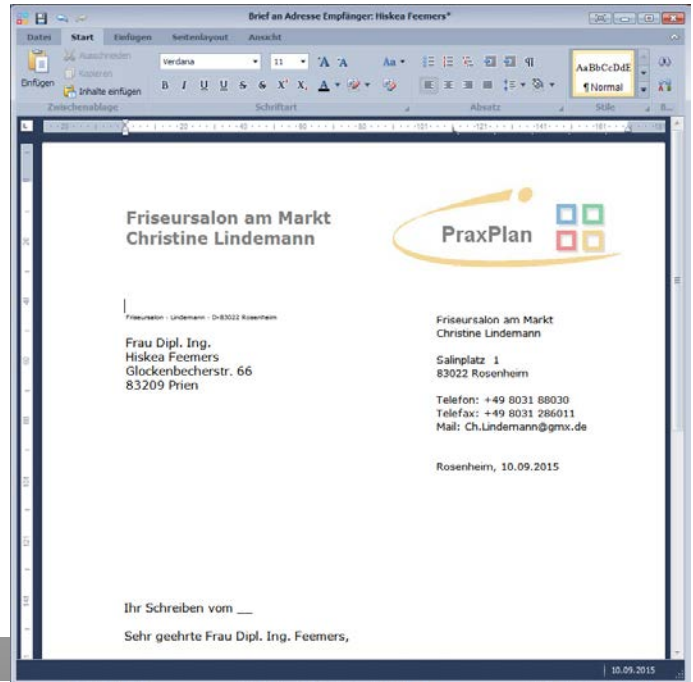 Brief an Adresse Empfänger: Hiskea Feemers*
Datei Start Einfügen Seitenlayout Ansicht
Einfügen
Ausschneiden
Kopieren
Inhalte einfügen
Verdana 11
Aa
B I U U S S X' X, A
AaBbCcDdE
¶ Normal
Zwischenablage Schriftart Absatz Stile B...
Friseursalon am Markt
Christine Lindemann
PraxPlan
Friseursalon - Lindemann - D-83022 Rosenheim
Frau Dipl. Ing.
Hiskea Feemers
Glockenbecherstr. 66
83209 Prien
Friseursalon am Markt
Christine Lindemann
Salinplatz 1
83022 Rosenheim
Telefon: +49 8031 88030
Telefax: +49 8031 286011
Mail: Ch.Lindemann@gmx.de
Rosenheim, 10.09.2015
Ihr Schreiben vom __
Sehr geehrte Frau Dipl. Ing. Feemers,
10.09.2015